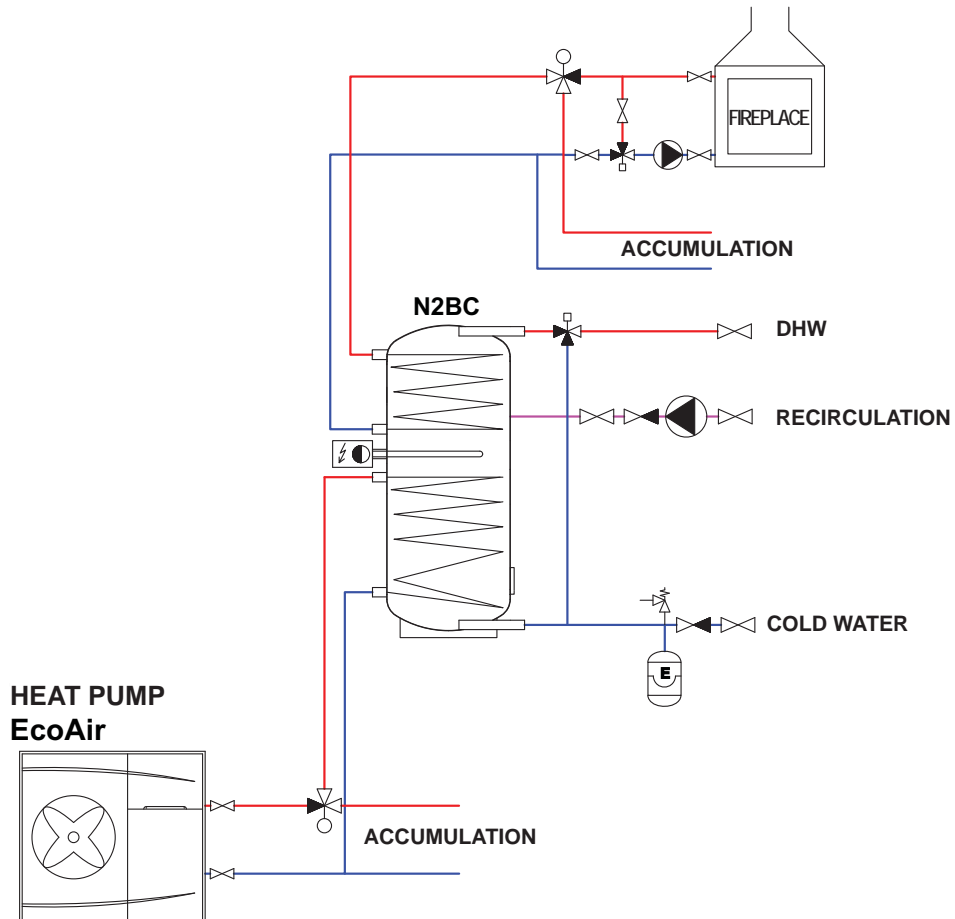 FIREPLACE
ACCUMULATION
N2BC
DHW
RECIRCULATION
COLD WATER
E
HEAT PUMP
EcoAir
ACCUMULATION